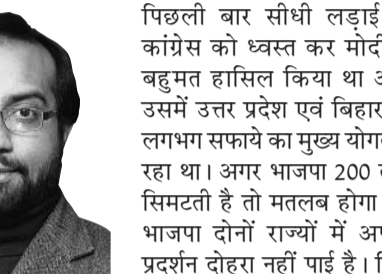 पिछली बार सीधी लड़ाई
कांग्रेस को ध्वस्त कर मोदी
बहुमत हासिल किया था
उसमें उत्तर प्रदेश एवं बिहार
लगभग सफाये का मुख्य
रहा था। अगर भाजपा 200
सिमटती है तो मतलब होगा
भाजपा दोनों राज्यों में
प्रदर्शन दोहरा नहीं पाई है।